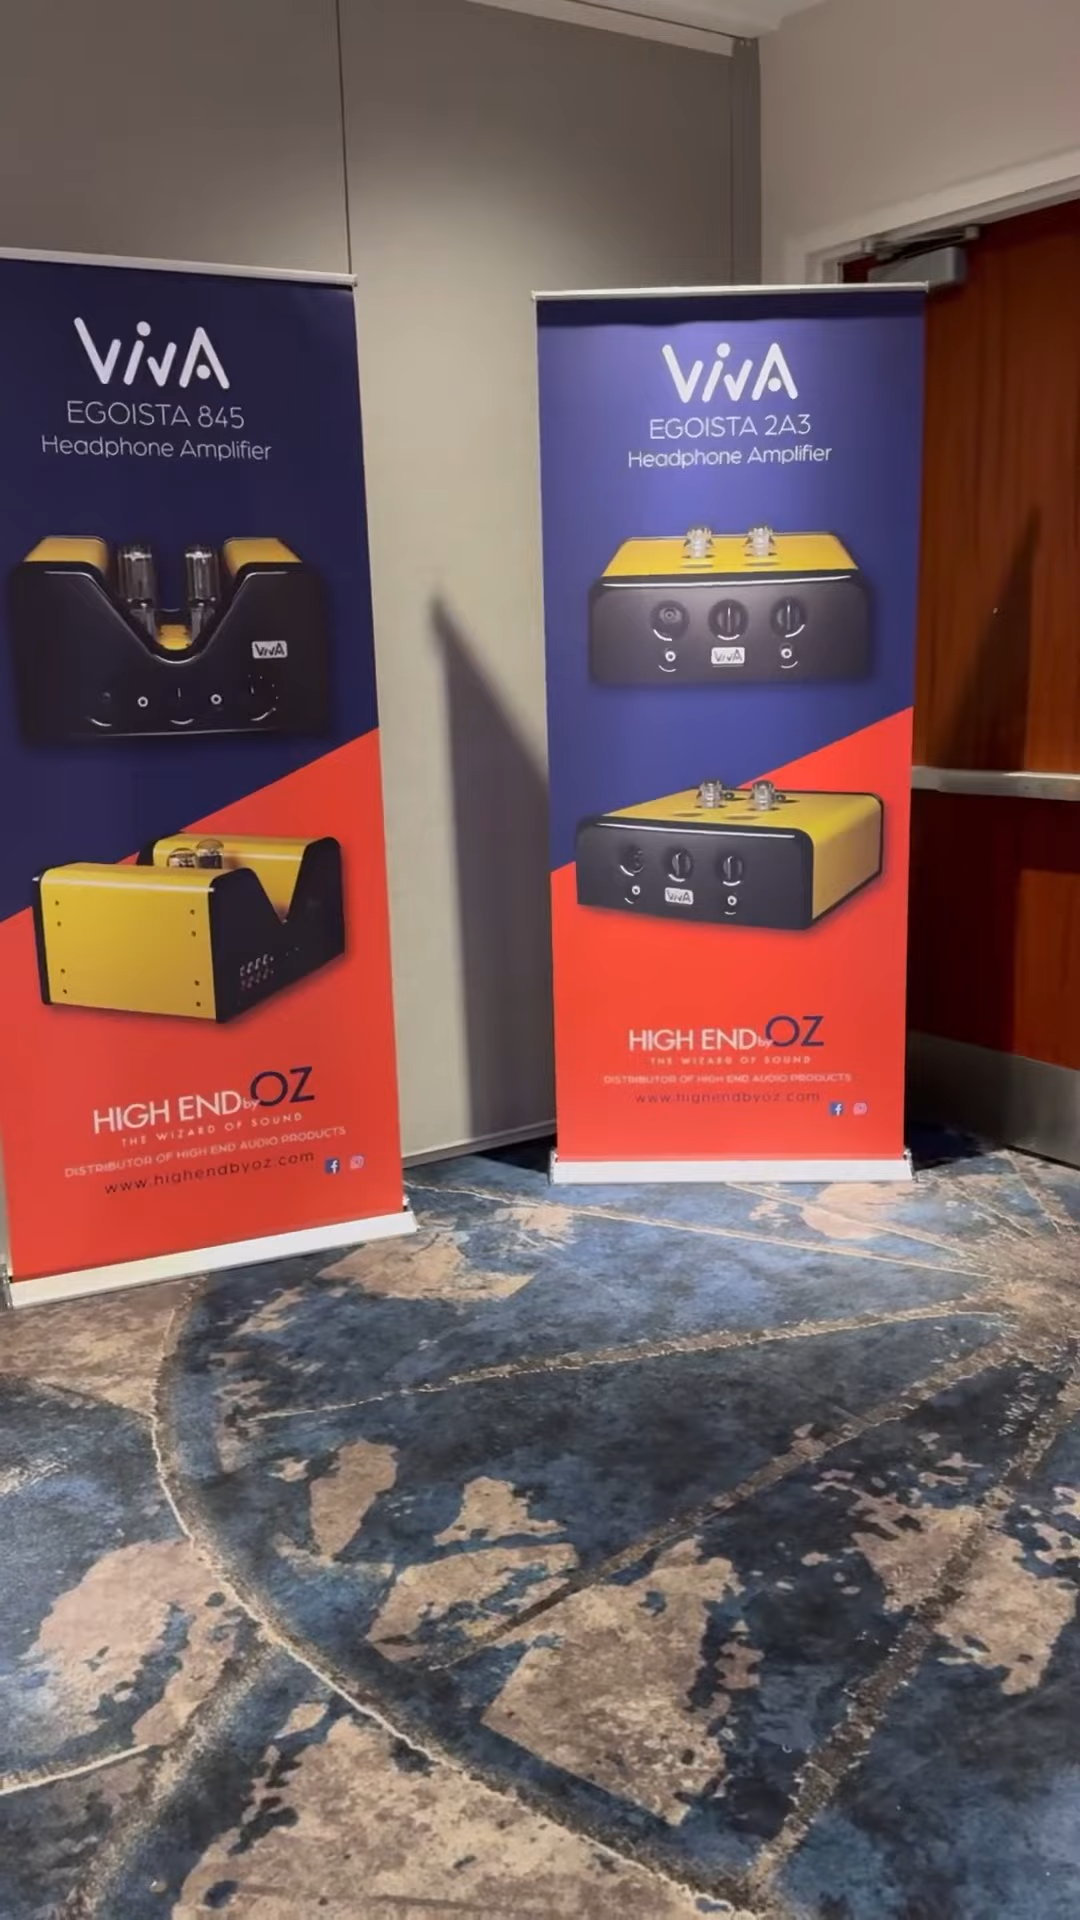 VivA
EGOISTA 845
Headphone Amplifier
VivA
HIGH END by OZ
THE WIZARD OF SOUND
DISTRIBUTOR OF HIGH END AUDIO PRODUCTS
www.highendbyoz.com
VivA
EGOISTA 2A3
Headphone Amplifier
VivA
VivA
HIGH END by OZ
THE WIZARD OF SOUND
DISTRIBUTOR OF HIGH END AUDIO PRODUCTS
www.highendbyoz.com